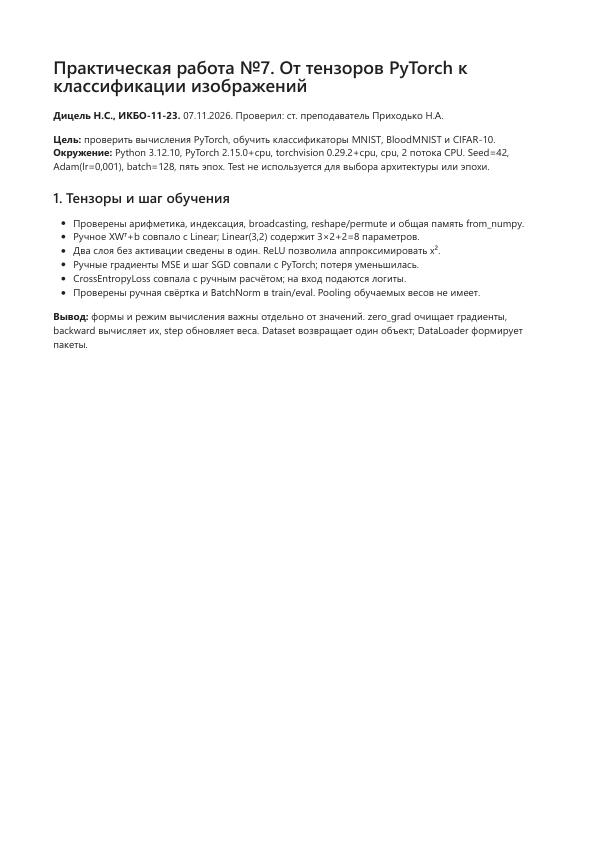 Практическая работа №7. От тензоров PyTorch к
классификации изображений
Дицель Н.С., ИКБО-11-23. 07.11.2026. Проверил: ст. преподаватель Приходько Н.А.
Цель: проверить вычисления PyTorch, обучить классификаторы MNIST, BloodMNIST и CIFAR-10.
Окружение: Python 3.12.10, PyTorch 2.15.0+cpu, torchvision 0.29.2+cpu, cpu, 2 потока CPU. Seed=42,
Adam(lr=0,001), batch=128, пять эпох. Test не используется для выбора архитектуры или эпохи.
1. Тензоры и шаг обучения
• Проверены арифметика, индексация, broadcasting, reshape/permute и общая память from_numpy.
• Ручное XWᵀ+b совпало с Linear; Linear(3,2) содержит 3×2+2=8 параметров.
• Два слоя без активации сведены в один. ReLU позволила аппроксимировать x².
• Ручные градиенты MSE и шаг SGD совпали с PyTorch; потеря уменьшилась.
• CrossEntropyLoss совпала с ручным расчётом; на вход подаются логиты.
• Проверены ручная свёртка и BatchNorm в train/eval. Pooling обучаемых весов не имеет.
Вывод: формы и режим вычисления важны отдельно от значений. zero_grad очищает градиенты,
backward вычисляет их, step обновляет веса. Dataset возвращает один объект; DataLoader формирует
пакеты.